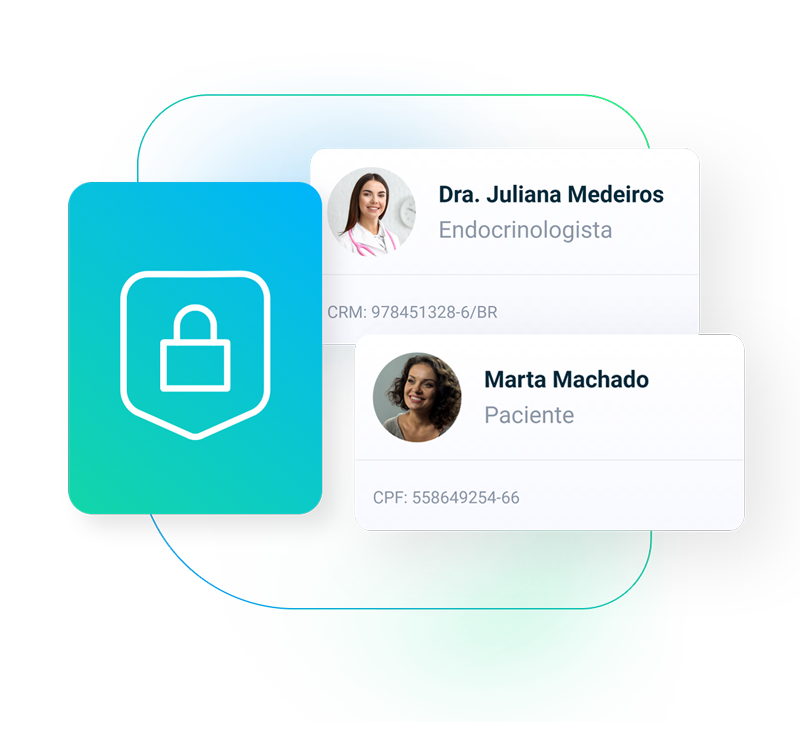 Dra. Juliana Medeiros
Endocrinologista
CRM: 978451328-6/BR
Marta Machado
Paciente
CPF: 558649254-66